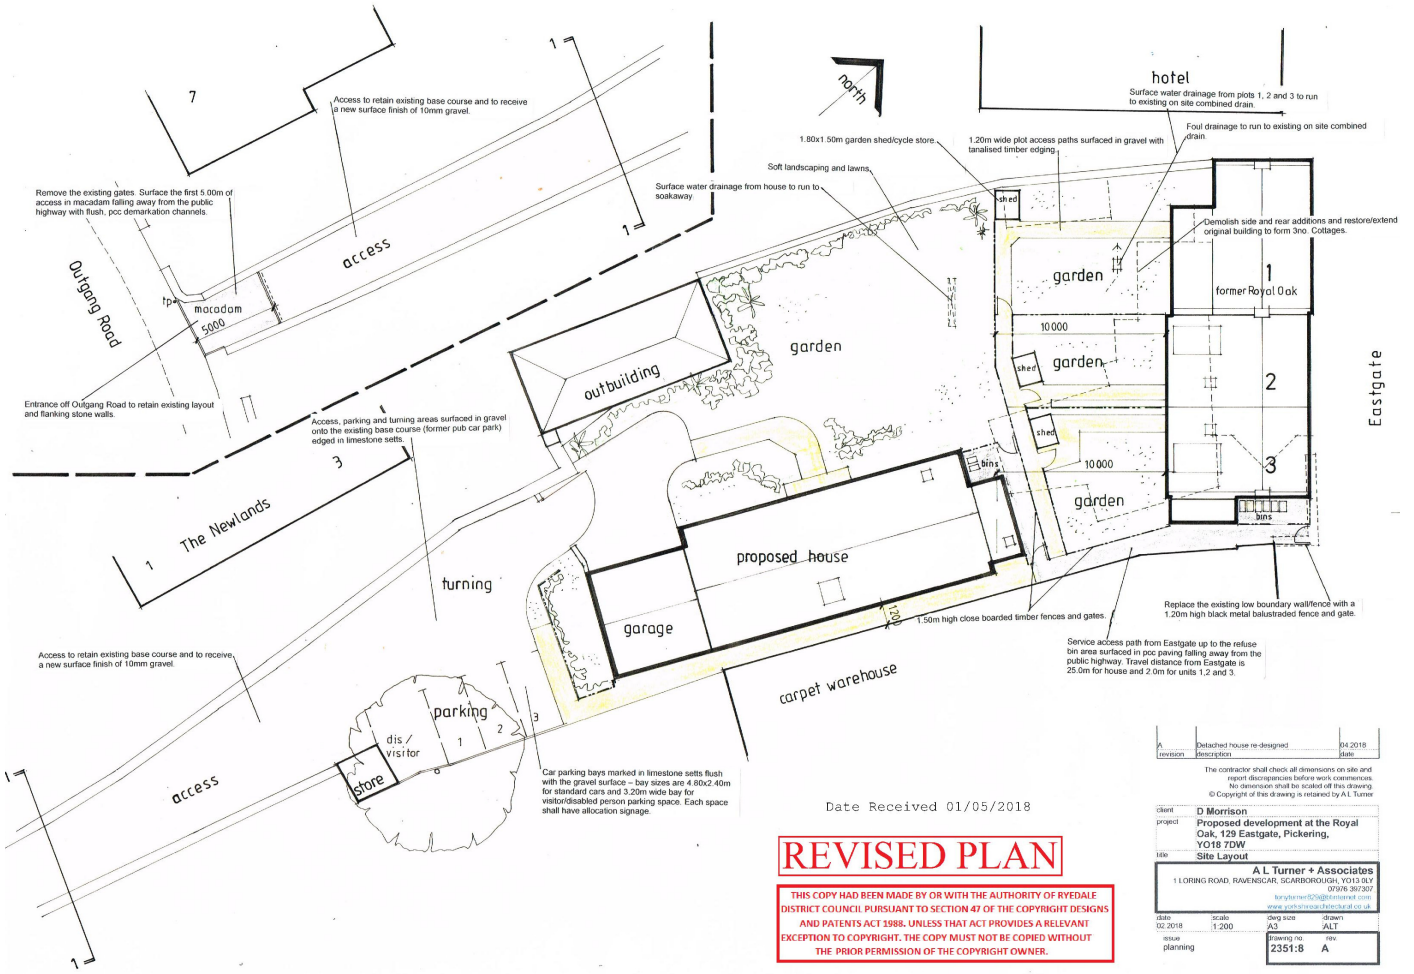 7
1
1
north
hotel
Surface water drainage from plots 1, 2 and 3 to run
to existing on site combined drain.
Foul drainage to run to existing on site combined
drain.
Access to retain existing base course and to receive
a new surface finish of 10mm gravel.
1.80x1.50m garden shed/cycle store.
1.20m wide plot access paths surfaced in gravel with
tanalised timber edging.
Soft landscaping and lawns.
Surface water drainage from house to run to
soakaway.
Remove the existing gates. Surface the first 5.00m of
access in macadam falling away from the public
highway with flush, pcc demarkation channels.
shed
Demolish side and rear additions and restore/extend
original building to form 3no. Cottages.
access
Outgang Road
tp
macadam
5000
garden
1
former Royal Oak
10000
garden
outbuilding
garden
shed
2
Eastgate
Entrance off Outgang Road to retain existing layout
and flanking stone walls.
Access, parking and turning areas surfaced in gravel
onto the existing base course (former pub car park)
edged in limestone setts.
shed
3
The Newlands
1
bins
10000
3
garden
bins
proposed house
turning
garage
1200
1.50m high close boarded timber fences and gates.
Replace the existing low boundary wall/fence with a
1.20m high black metal balustraded fence and gate.
Service access path from Eastgate up to the refuse
bin area surfaced in pcc paving falling away from the
public highway. Travel distance from Eastgate is
25.0m for house and 2.0m for units 1,2 and 3.
Access to retain existing base course and to receive
a new surface finish of 10mm gravel.
carpet warehouse
parking
dis/
visitor
1
2
3
store
access
1
1
Car parking bays marked in limestone setts flush
with the gravel surface – bay sizes are 4.80x2.40m
for standard cars and 3.20m wide bay for
visitor/disabled person parking space. Each space
shall have allocation signage.
Date Received 01/05/2018
REVISED PLAN
THIS COPY HAD BEEN MADE BY OR WITH THE AUTHORITY OF RYEDALE
DISTRICT COUNCIL PURSUANT TO SECTION 47 OF THE COPYRIGHT DESIGNS
AND PATENTS ACT 1988. UNLESS THAT ACT PROVIDES A RELEVANT
EXCEPTION TO COPYRIGHT. THE COPY MUST NOT BE COPIED WITHOUT
THE PRIOR PERMISSION OF THE COPYRIGHT OWNER.
A Detached house re-designed 04.2018
revision description date
The contractor shall check all dimensions on site and
report discrepancies before work commences.
No dimension shall be scaled off this drawing.
© Copyright of this drawing is retained by A L Turner
client D Morrison
project Proposed development at the Royal
Oak, 129 Eastgate, Pickering,
YO18 7DW
title Site Layout
A L Turner + Associates
1 LORING ROAD, RAVENSCAR, SCARBOROUGH, YO13 0LY
07976 397307
www.yorkshirearchitectural.co.uk
date scale dwg size drawn
02.2018 1:200 A3 ALT
issue drawing no. rev.
planning 2351:8 A